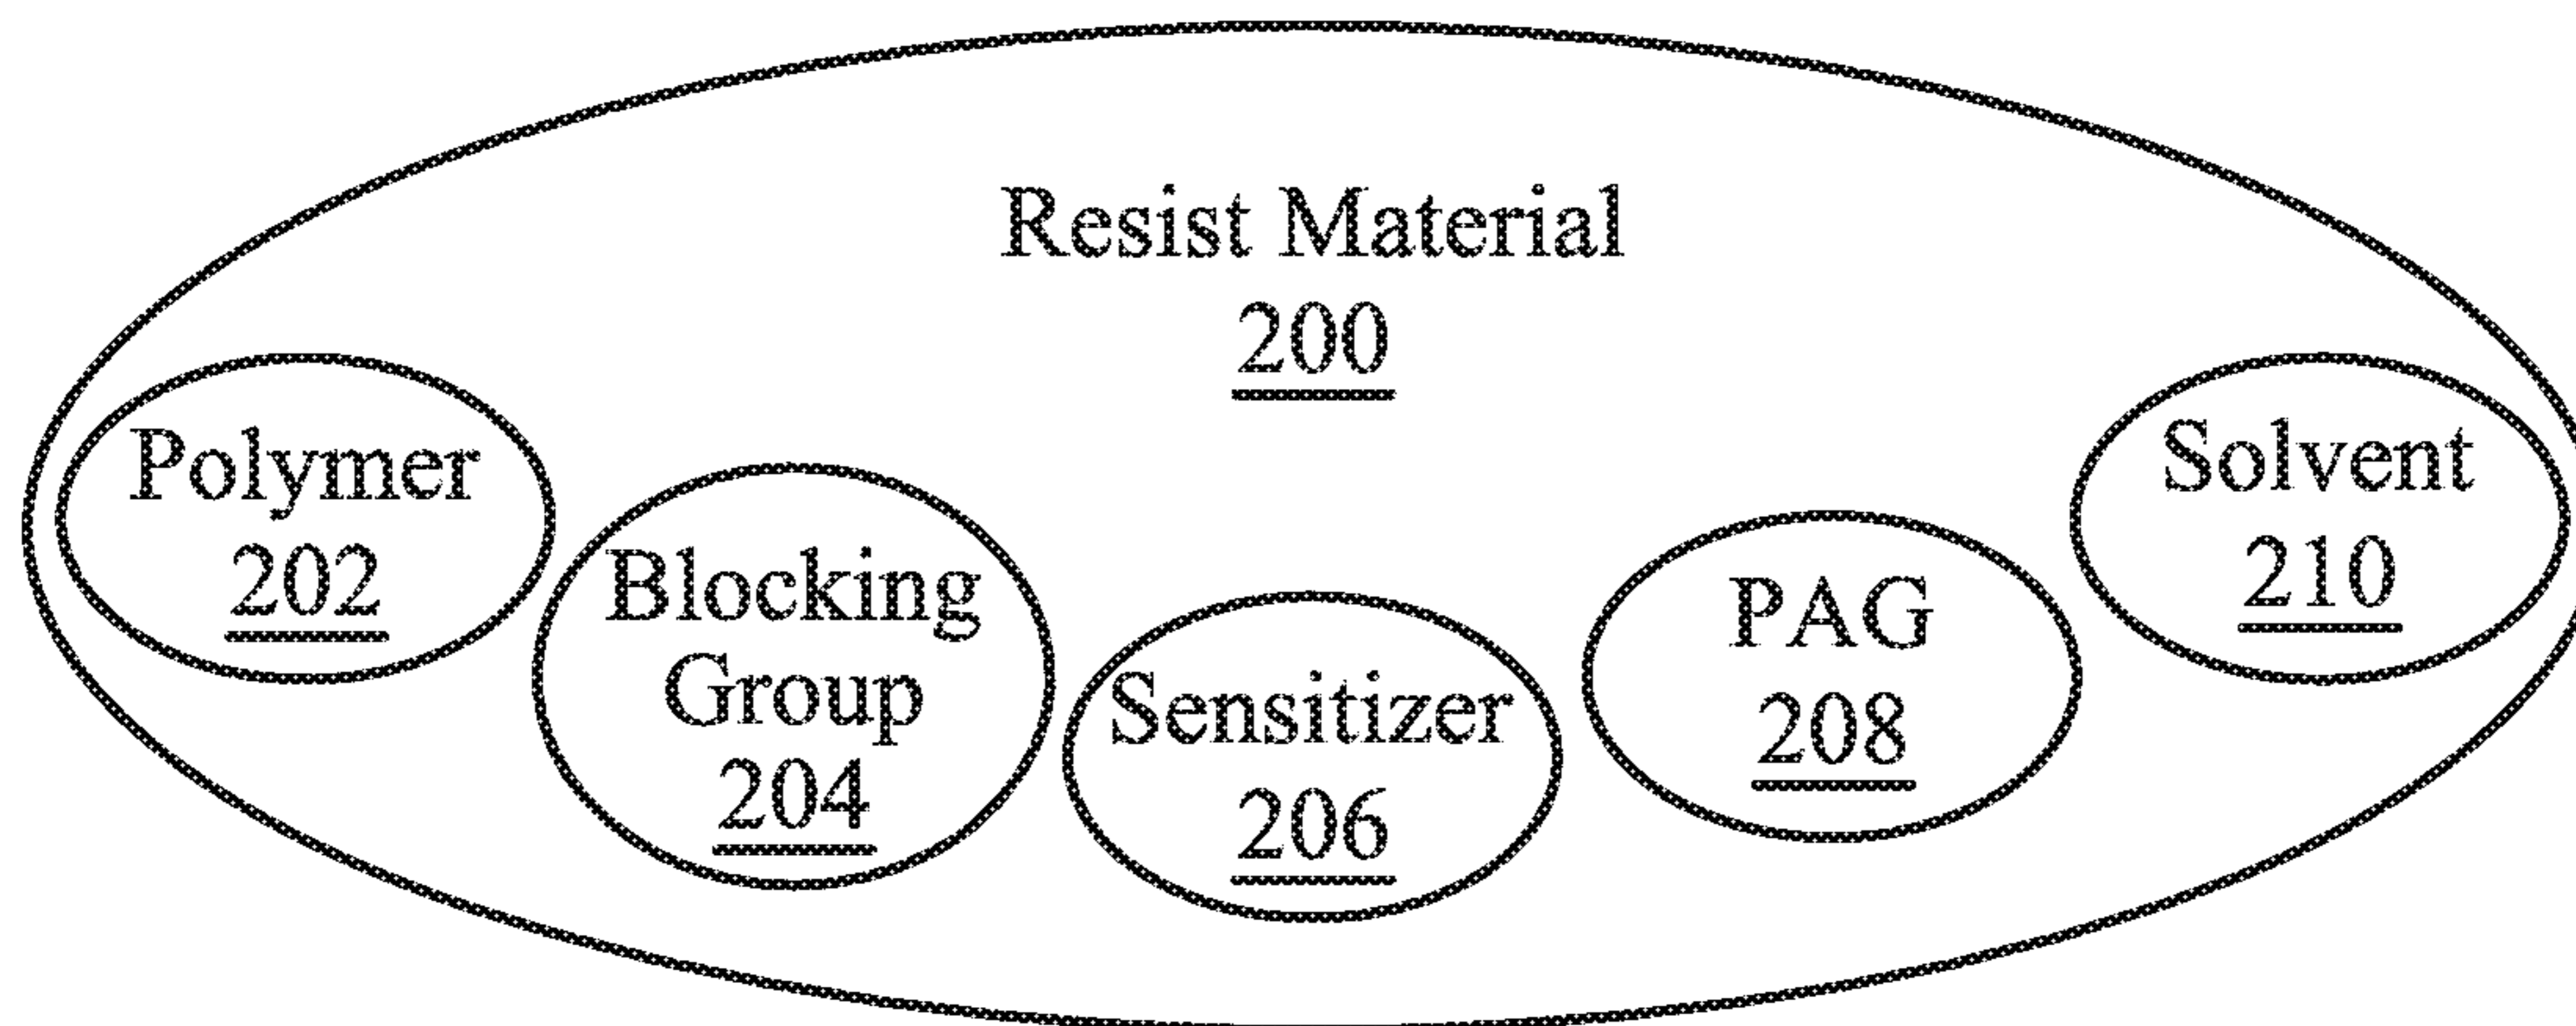 Resist Material
200
Polymer
202
Blocking
Group
204
Sensitizer
206
PAG
208
Solvent
210